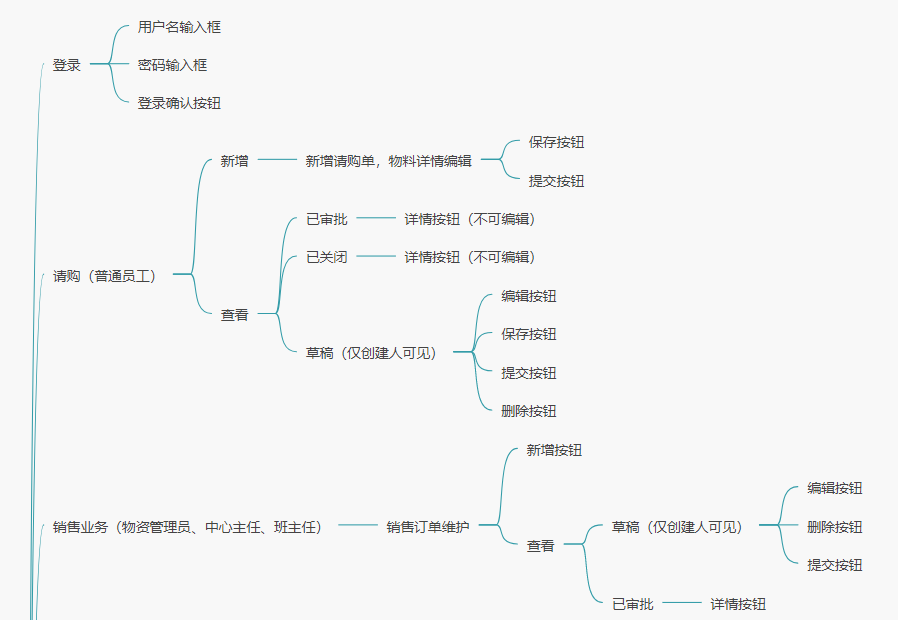 用户名输入框
登录
密码输入框
登录确认按钮
保存按钮
新增
新增请购单，物料详情编辑
提交按钮
已审批
详情按钮（不可编辑）
已关闭
详情按钮（不可编辑）
请购（普通员工）
编辑按钮
查看
保存按钮
草稿（仅创建人可见）
提交按钮
删除按钮
新增按钮
编辑按钮
销售业务（物资管理员、中心主任、班主任）
销售订单维护
草稿（仅创建人可见）
删除按钮
查看
提交按钮
已审批
详情按钮